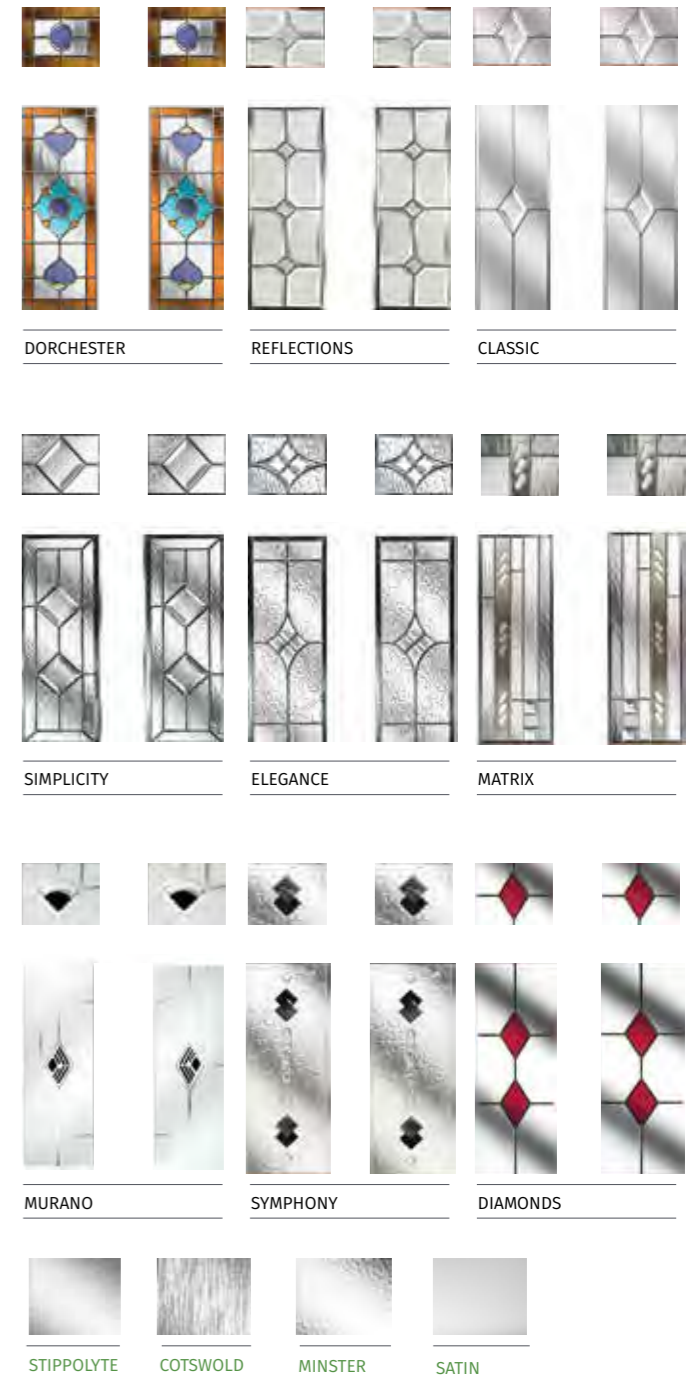 DORCHESTER
REFLECTIONS
CLASSIC
SIMPLICITY
ELEGANCE
MATRIX
MURANO
SYMPHONY
DIAMONDS
STIPPOLYTE
COTSWOLD
MINSTER
SATIN